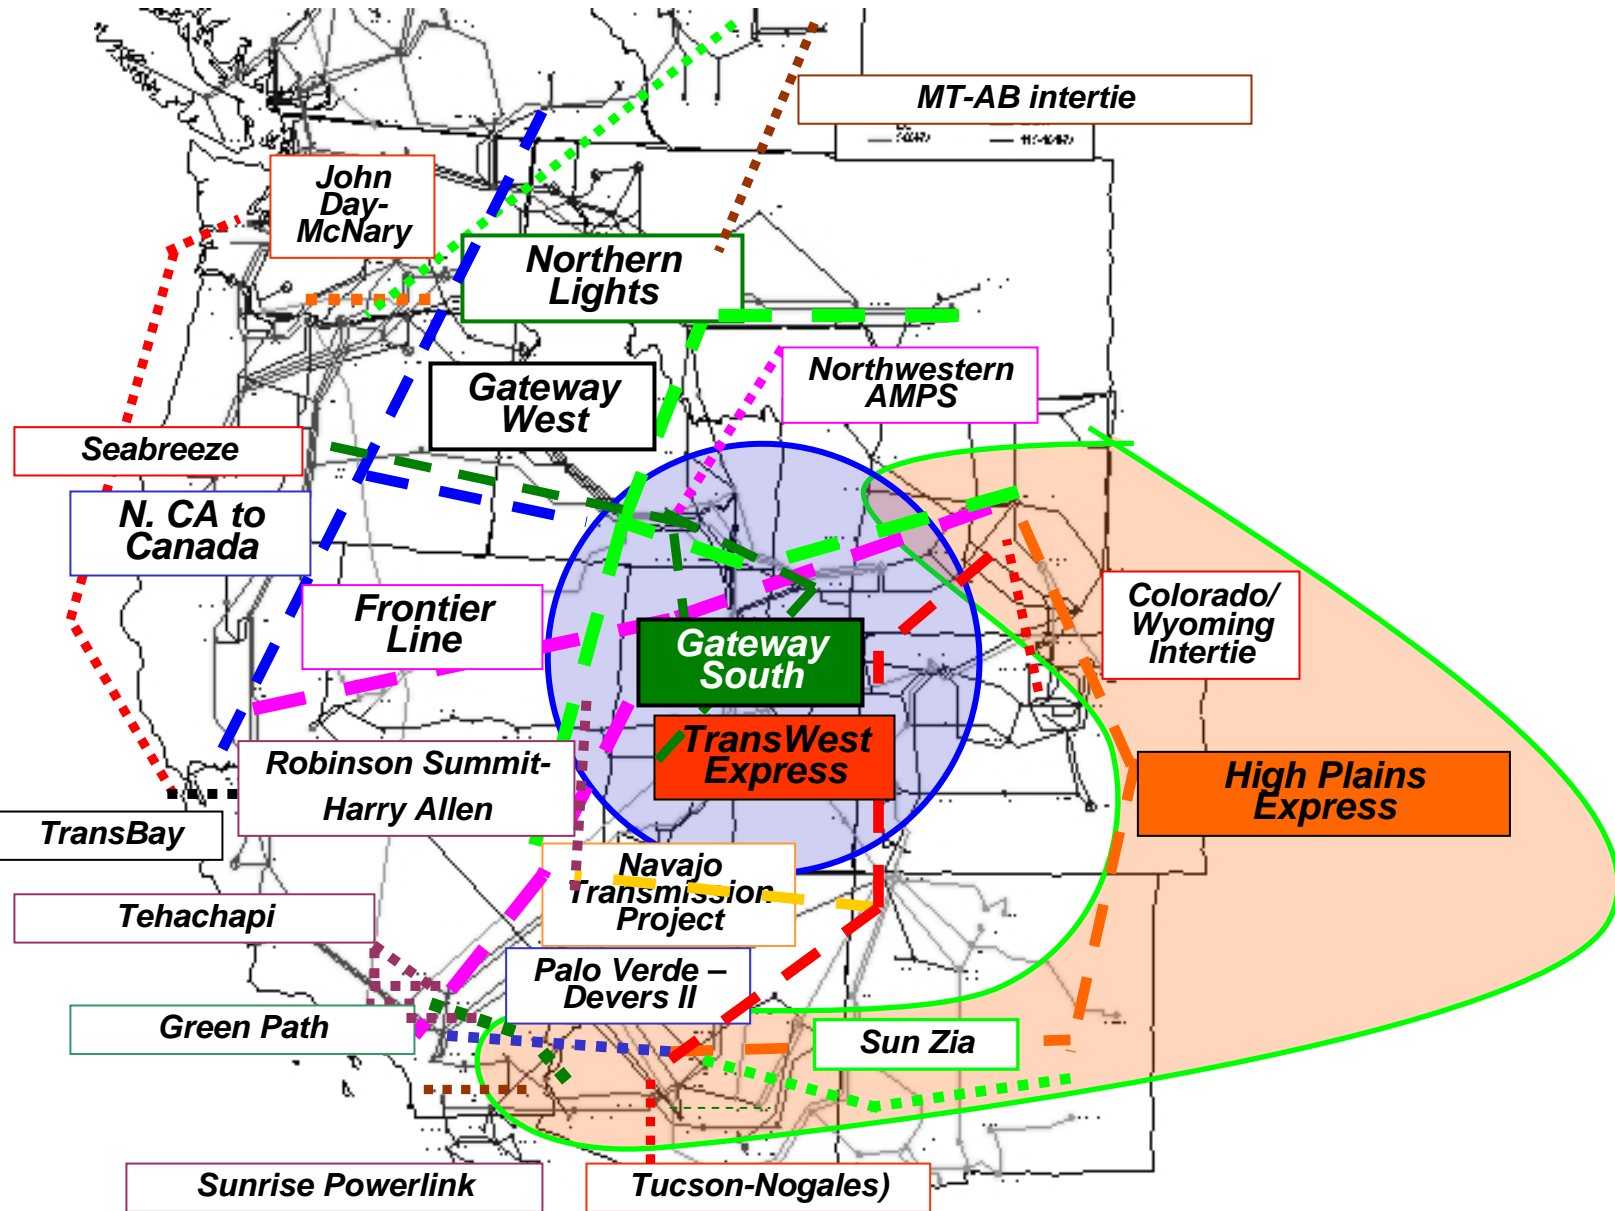 MT-AB intertie
John
Day-
McNary
Northern
Lights
Northwestern
AMPS
Gateway
West
Seabreeze
N. CA to
Canada
Frontier
Line
Colorado/
Wyoming
Intertie
Gateway
South
TransWest
Express
Robinson Summit-
Harry Allen
High Plains
Express
TransBay
Navajo
Transmission
Project
Tehachapi
Palo Verde –
Devers II
Green Path
Sun Zia
Sunrise Powerlink
Tucson-Nogales)